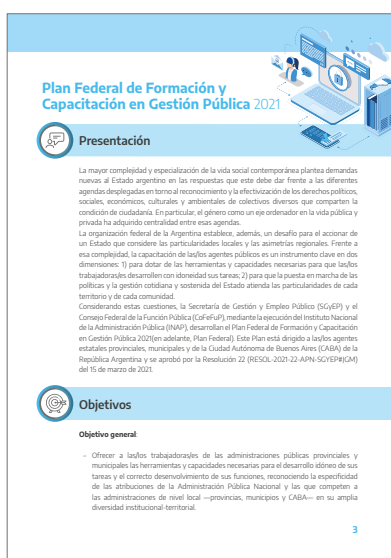 Plan Federal de Formación y
Capacitación en Gestión Pública 2021
Presentación
La mayor complejidad y especialización de la vida social contemporánea plantea demandas
nuevas al Estado argentino en las respuestas que este debe dar frente a las diferentes
agendas desplegadas en torno al reconocimiento y la efectivización de los derechos políticos,
sociales, económicos, culturales y ambientales de colectivos diversos que comparten la
condición de ciudadanía. En particular, el género como un eje ordenador en la vida pública y
privada ha adquirido centralidad entre esas agendas.
La organización federal de la Argentina establece, además, un desafío para el accionar de
un Estado que considere las particularidades locales y las asimetrías regionales. Frente a
esa complejidad, la capacitación de las/los agentes públicos es un instrumento clave en dos
dimensiones: 1) para dotar de las herramientas y capacidades necesarias para que las/los
trabajadoras/es desarrollen con idoneidad sus tareas; 2) para que la puesta en marcha de las
políticas y la gestión cotidiana y sostenida del Estado atienda las particularidades de cada
territorio y de cada comunidad.
Considerando estas cuestiones, la Secretaría de Gestión y Empleo Público (SGyEP) y el
Consejo Federal de la Función Pública (CoFeFuP), mediante la ejecución del Instituto Nacional
de la Administración Pública (INAP), desarrollan el Plan Federal de Formación y Capacitación
en Gestión Pública 2021(en adelante, Plan Federal). Este Plan está dirigido a las/los agentes
estatales provinciales, municipales y de la Ciudad Autónoma de Buenos Aires (CABA) de la
República Argentina y se aprobó por la Resolución 22 (RESOL-2021-22-APN-SGYEP#JGM)
del 15 de marzo de 2021.
Objetivos
Objetivo general:
– Ofrecer a las/los trabajadoras/es de las administraciones públicas provinciales y
municipales las herramientas y capacidades necesarias para el desarrollo idóneo de sus
tareas y el correcto desenvolvimiento de sus funciones, reconociendo la especificidad
de las atribuciones de la Administración Pública Nacional y las que competen a
las administraciones de nivel local —provincias, municipios y CABA— en su amplia
diversidad institucional-territorial.
3